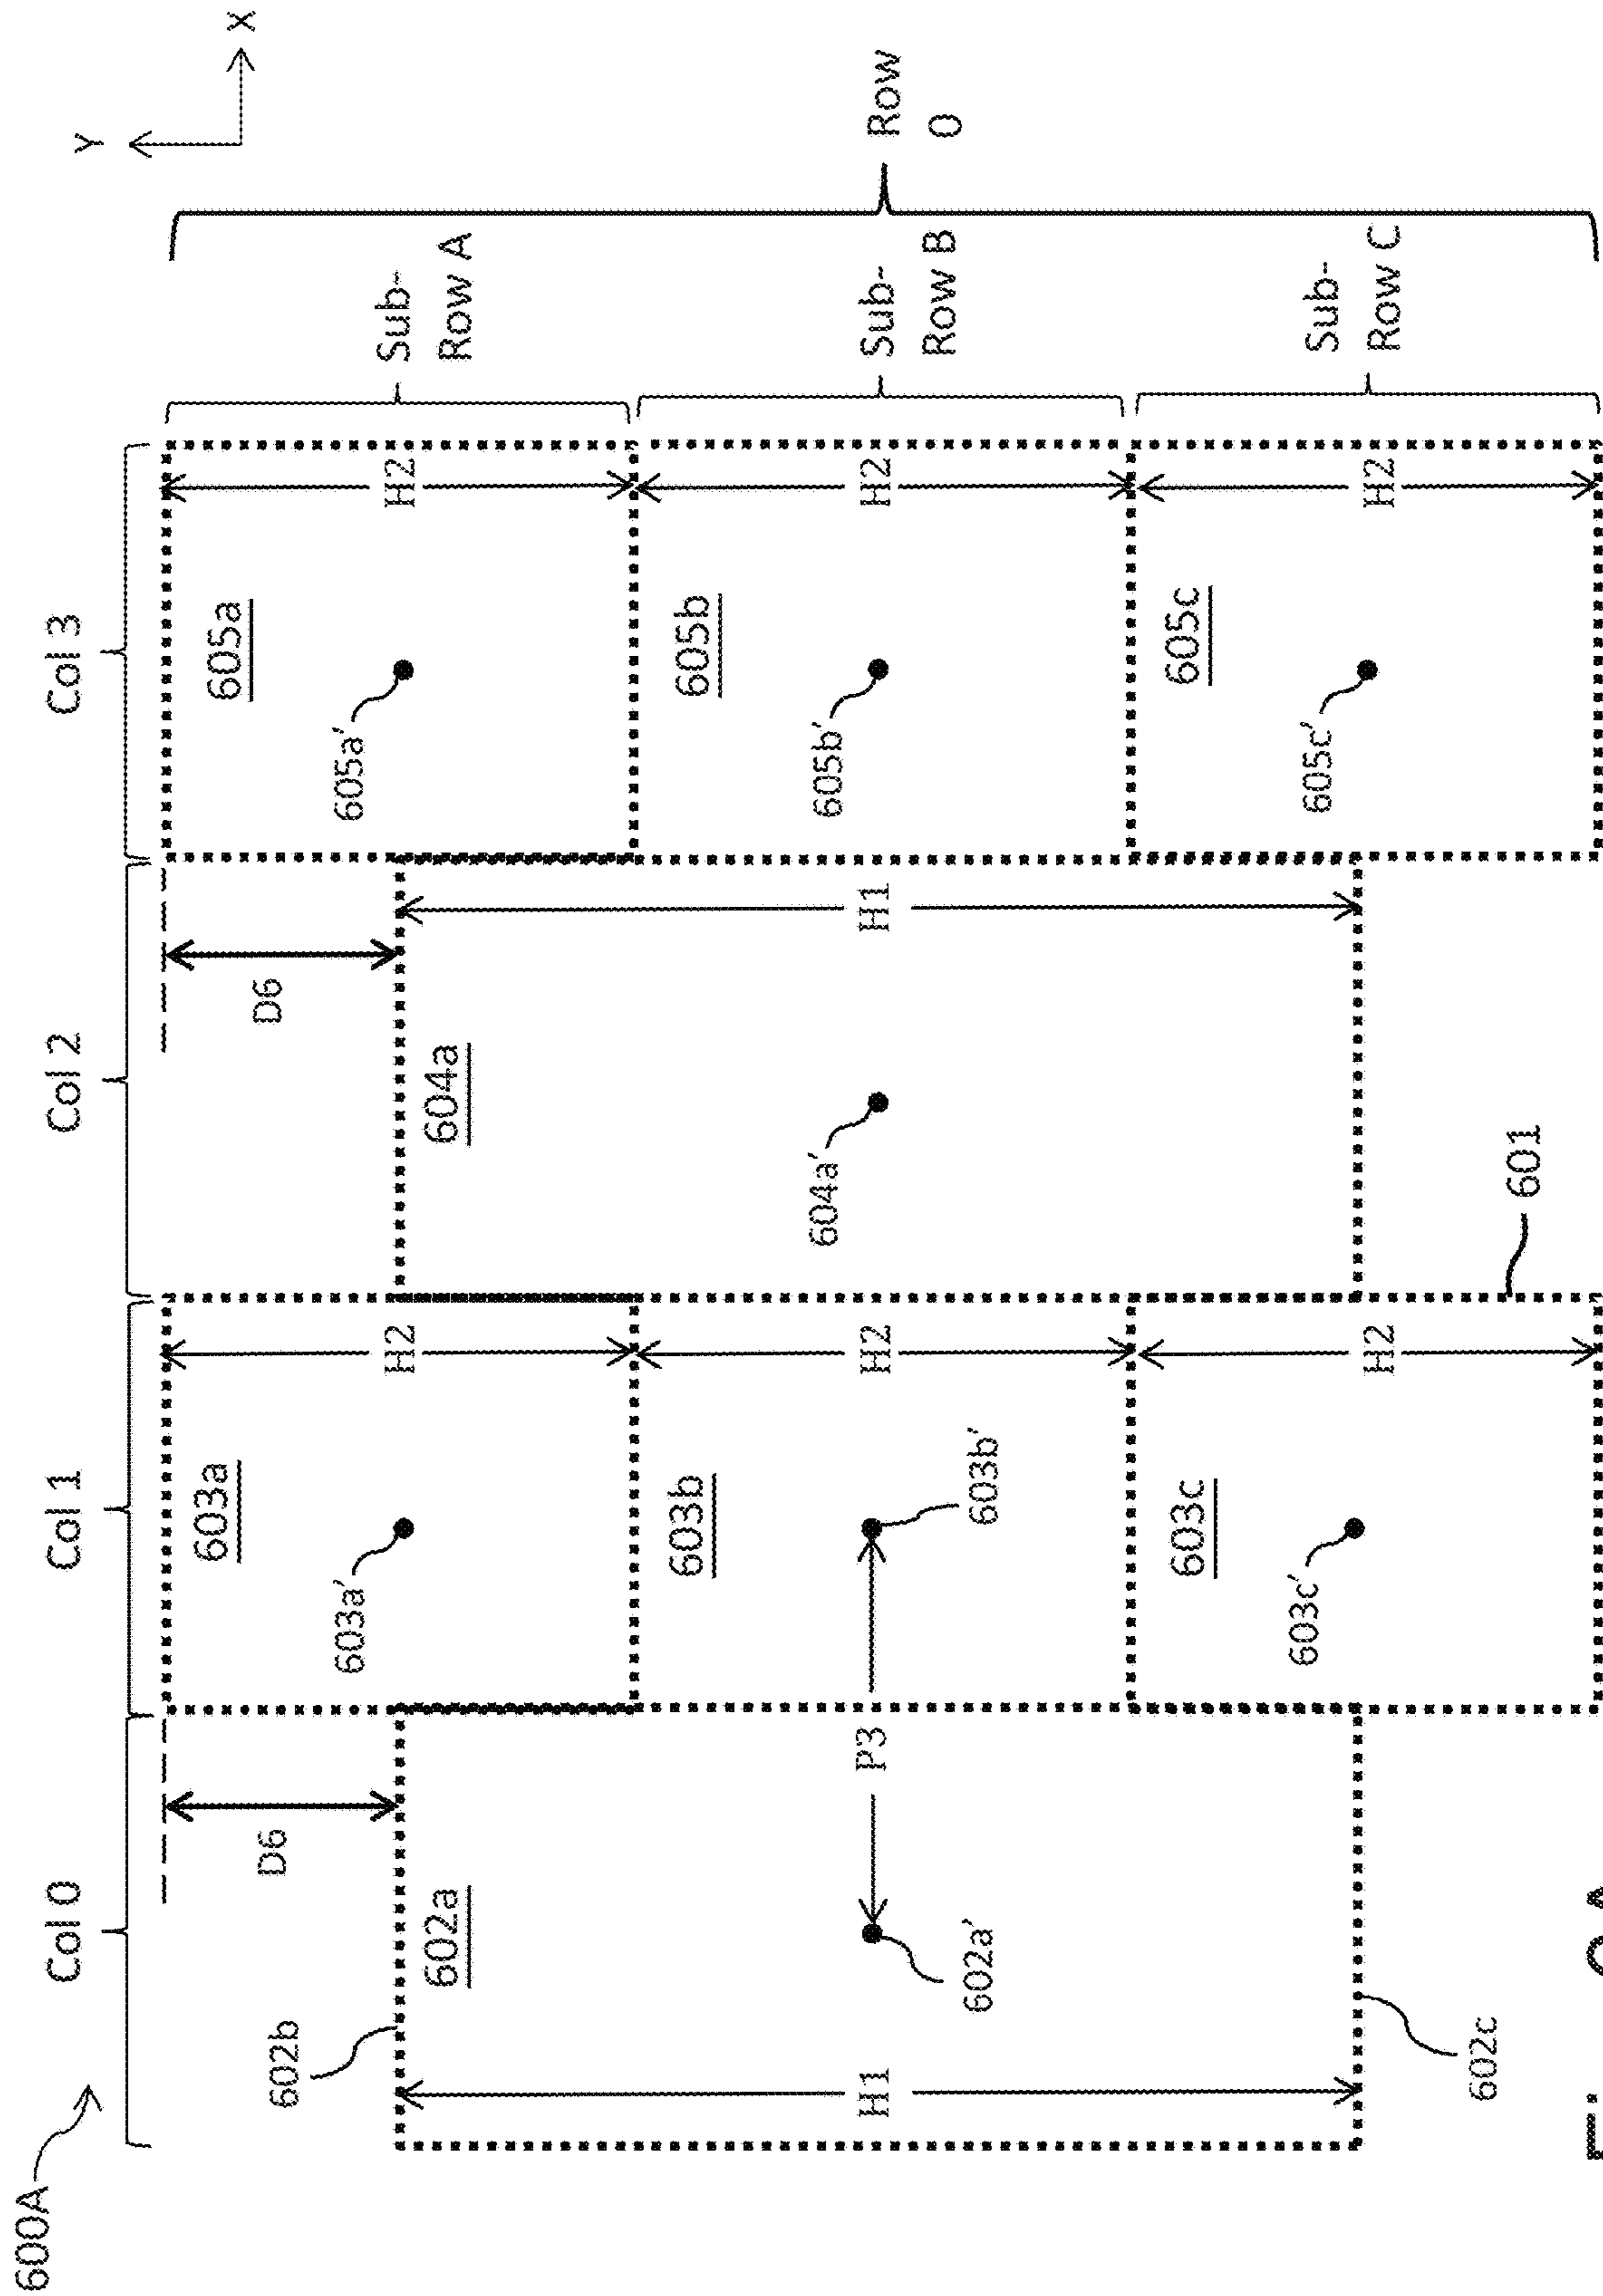 600A
Col 0
Col 1
Col 2
Col 3
Y
X
D6
D6
602b
602a
603a
604a
605a
H2
H2
Sub-
Row A
603a'
605a'
H1
P3
602a'
603b
603b'
H2
604a'
H1
605b
605b'
H2
Sub-
Row B
Row
0
602c
603c
603c'
H2
601
605c
605c'
H2
Sub-
Row C